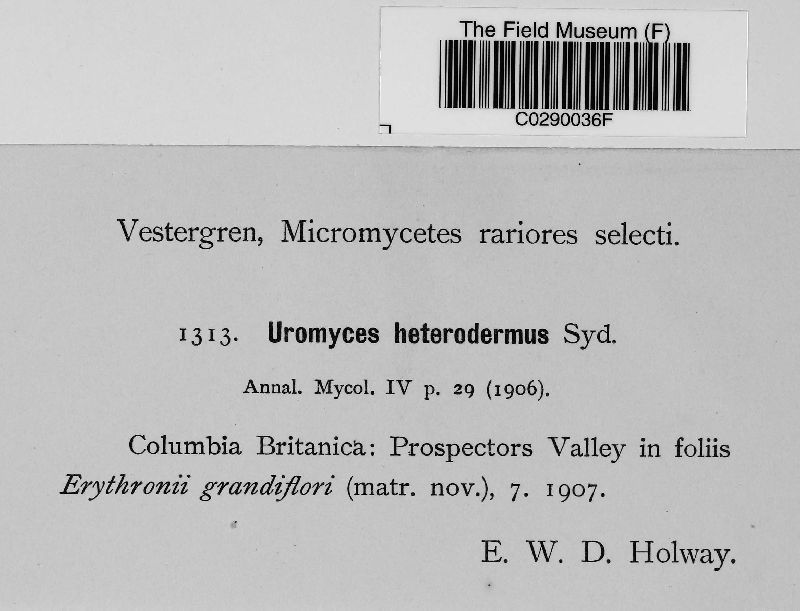 The Field Museum (F)
C0290036F
Vestergren, Micromycetes rariores selecti.
1313. Uromyces heterodermus Syd.
Annal. Mycol. IV p. 29 (1906).
Columbia Britanica: Prospectors Valley in foliis
Erythronii grandiflori (matr. nov.), 7. 1907.
E. W. D. Holway.